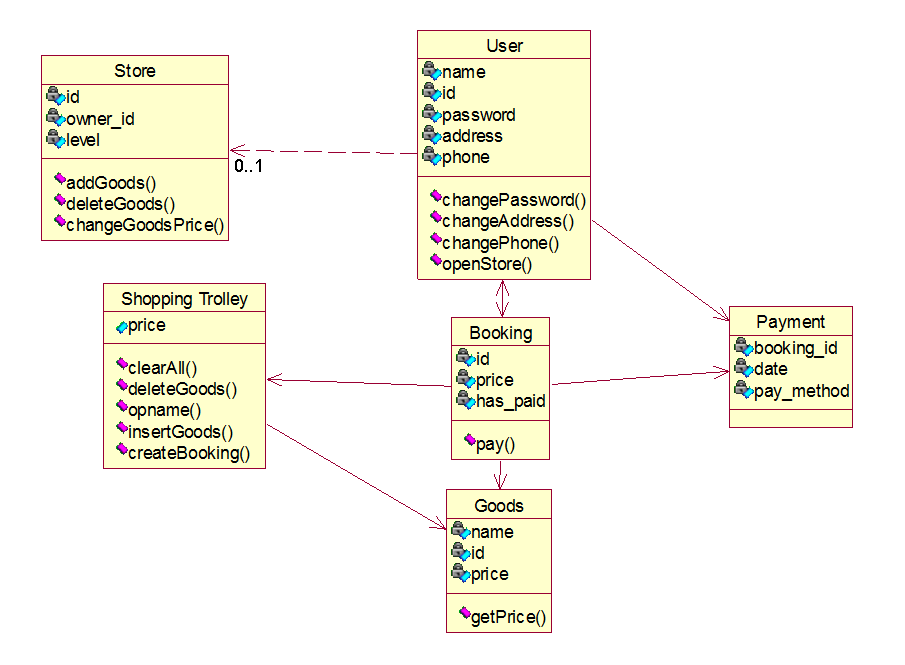 Store
id
owner_id
level
addGoods()
deleteGoods()
changeGoodsPrice()
0..1
User
name
id
password
address
phone
changePassword()
changeAddress()
changePhone()
openStore()
Shopping Trolley
price
clearAll()
deleteGoods()
opname()
insertGoods()
createBooking()
Booking
id
price
has_paid
pay()
Payment
booking_id
date
pay_method
Goods
name
id
price
getPrice()